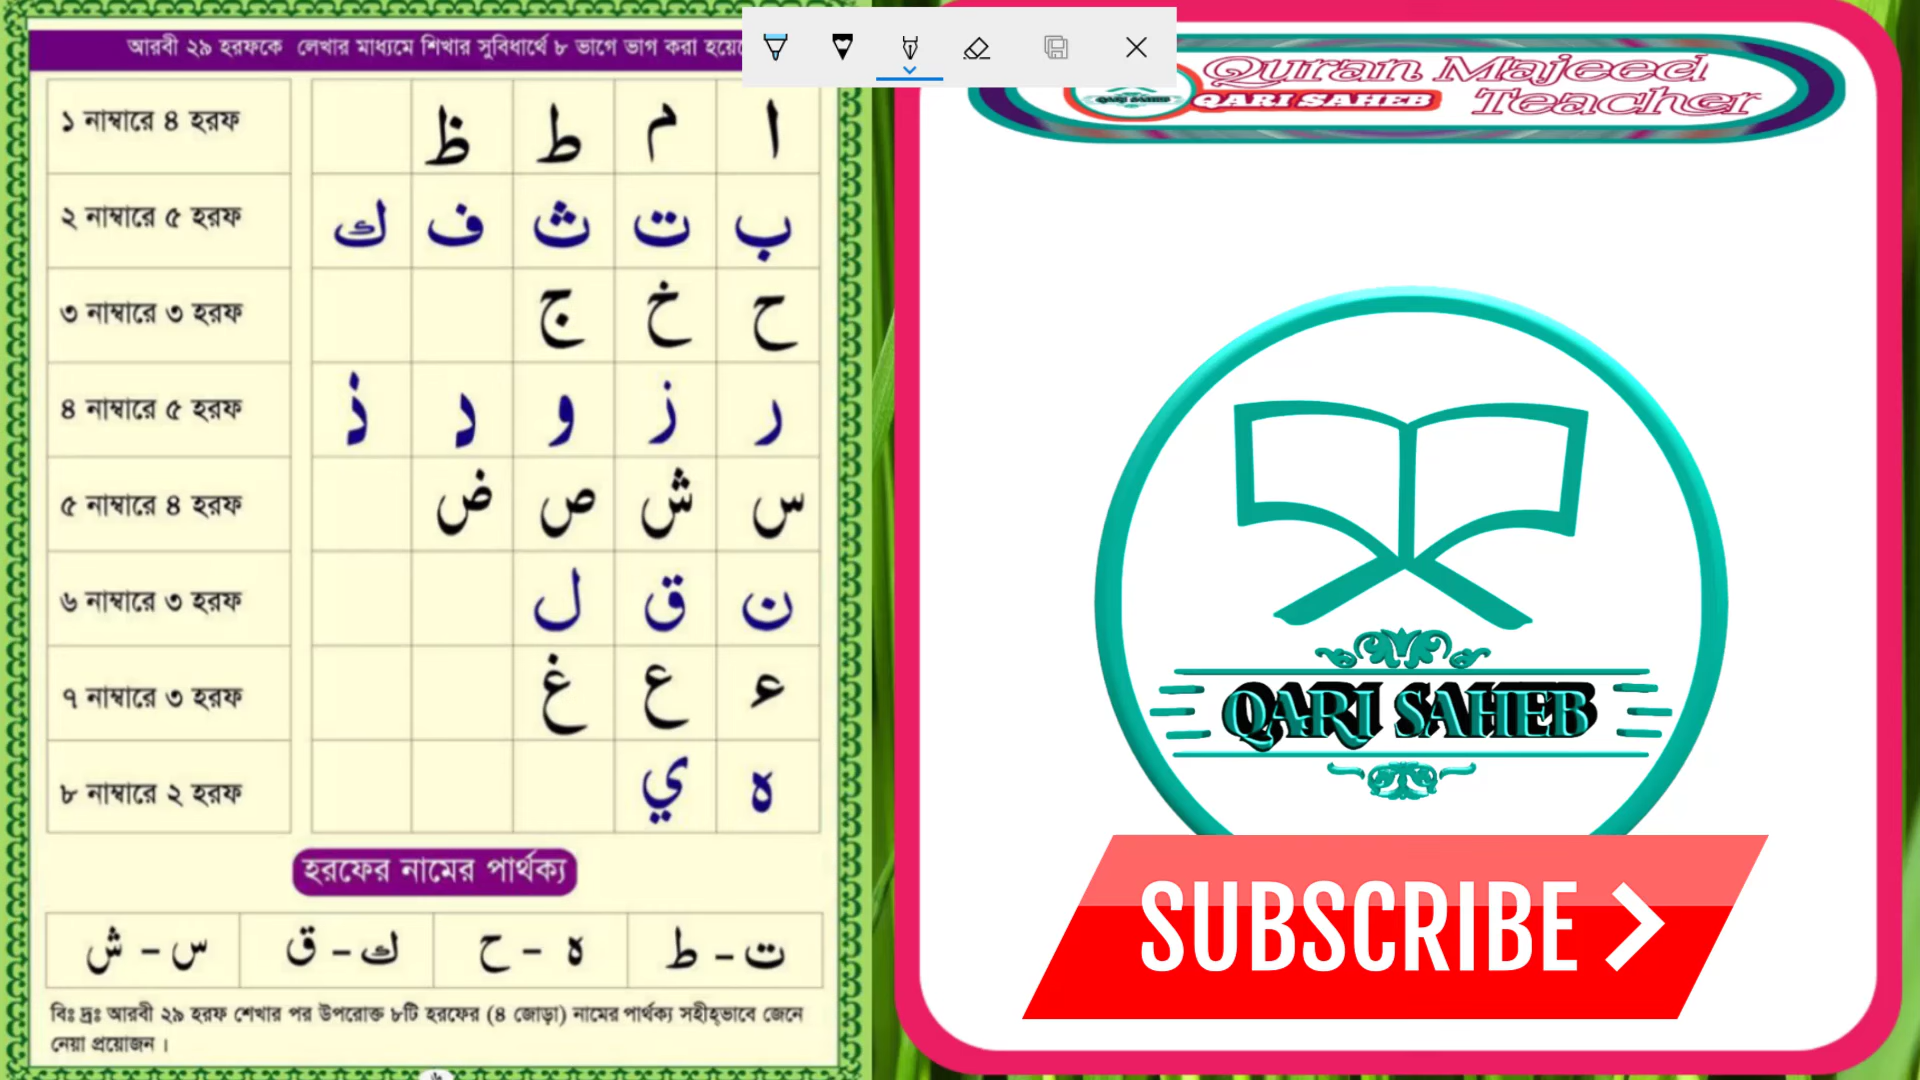 আরবী ২৯ হরফকে লেখার মাধ্যমে শিখার সুবিধার্থে ৮ ভাগে ভাগ করা
১ নাম্বারে ৪ হরফ
ا م ط ظ
২ নাম্বারে ৫ হরফ
ب ت ث ف ك
৩ নাম্বারে ৩ হরফ
ح خ ج
৪ নাম্বারে ৫ হরফ
ر ز و د ذ
৫ নাম্বারে ৪ হরফ
س ش ص ض
৬ নাম্বারে ৩ হরফ
ن ق ل
৭ নাম্বারে ৩ হরফ
ء ع غ
৮ নাম্বারে ২ হরফ
ه ي
হরফের নামের পার্থক্য
ت - ط
ه - ح
ك - ق
س - ش
বিঃ দ্রঃ আরবী ২৯ হরফ শেখার পর উপরোক্ত ৮টি হরফের (৪ জোড়া) নামের পার্থক্য সহীহ্‌ভাবে জেনে
নেয়া প্রয়োজন।
Quran Majeed
QARI SAHEB
Teacher
QARI SAHEB
SUBSCRIBE